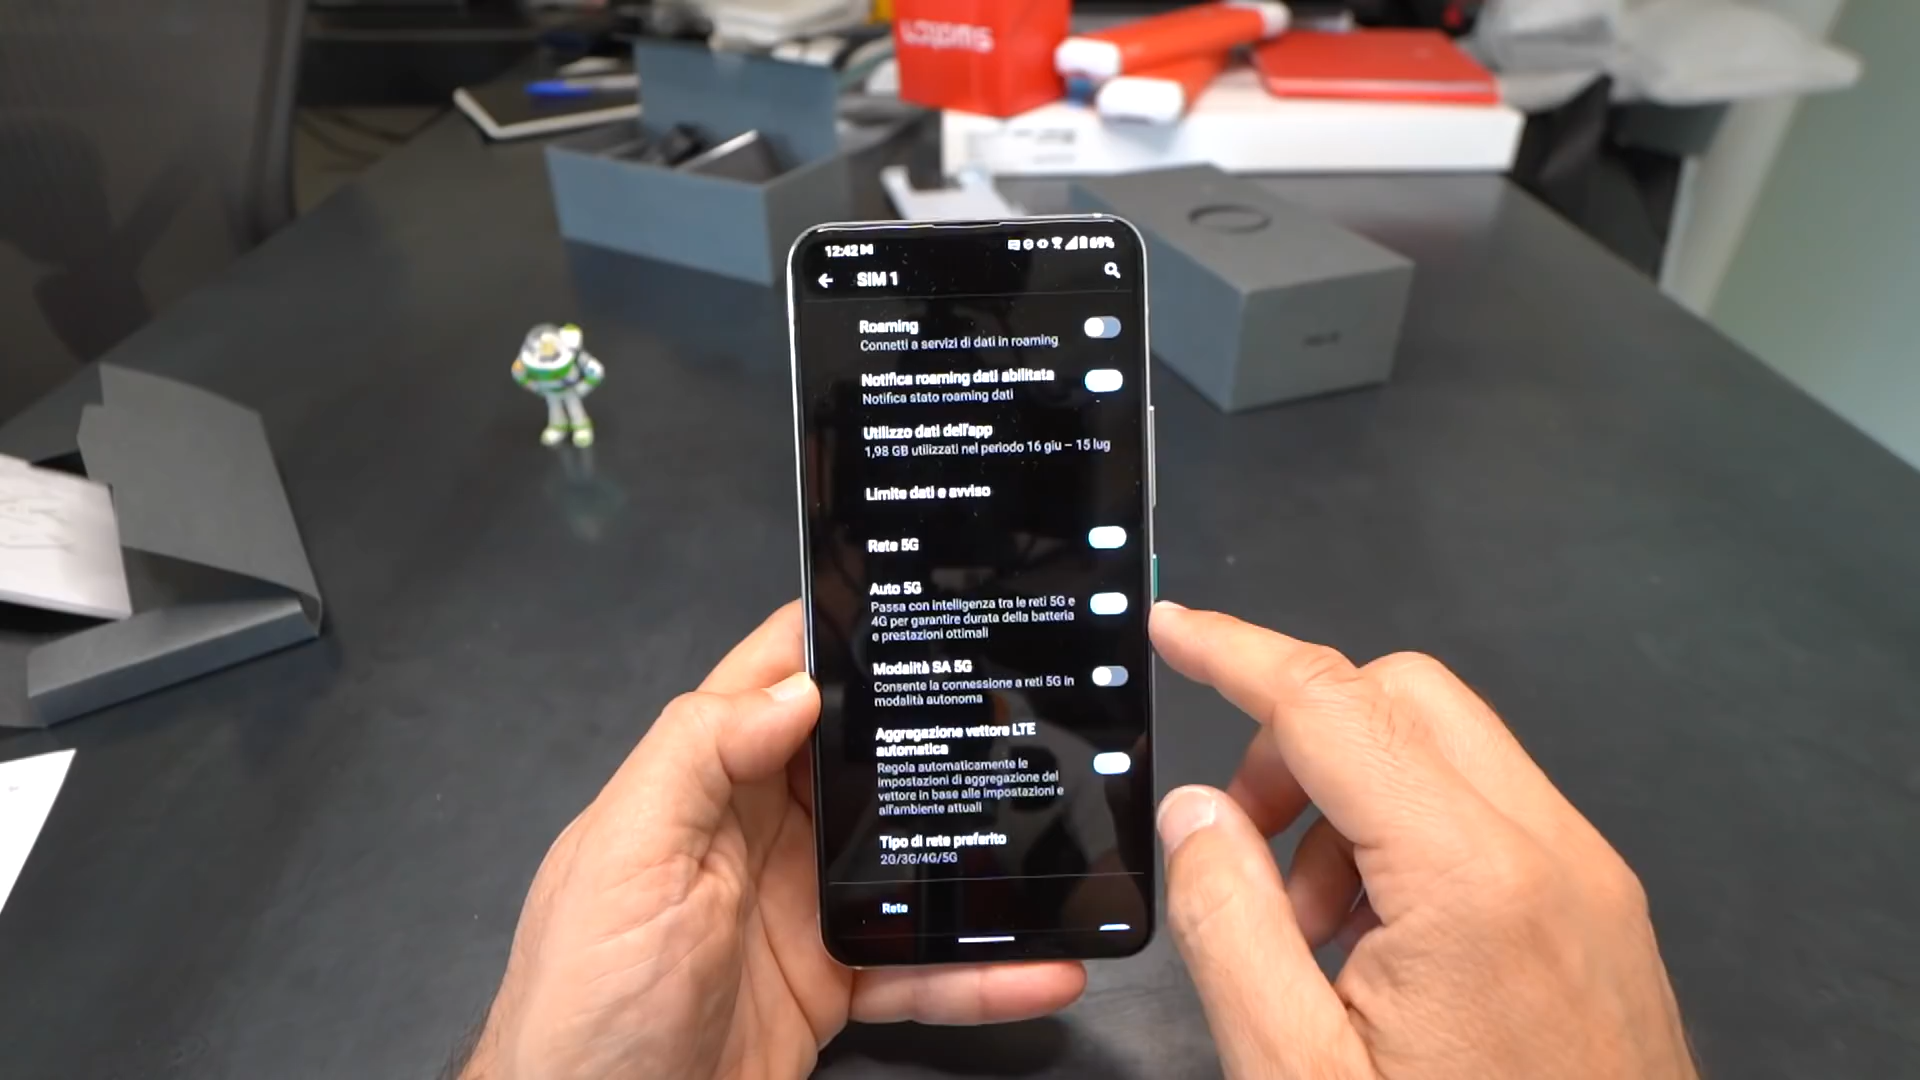 12:42
69%
SIM 1
Roaming
Connetti a servizi di dati in roaming
Notifica roaming dati abilitata
Notifica stato roaming dati
Utilizzo dati dell'app
1,98 GB utilizzati nel periodo 16 giu – 15 lug
Limite dati e avviso
Rete 5G
Auto 5G
Passa con intelligenza tra le reti 5G e
4G per garantire durata della batteria
e prestazioni ottimali
Modalità SA 5G
Consente la connessione a reti 5G in
modalità autonoma
Aggregazione vettore LTE
automatica
Regola automaticamente le
impostazioni di aggregazione del
vettore in base alle impostazioni e
all'ambiente attuali
Tipo di rete preferito
2G/3G/4G/5G
Rete